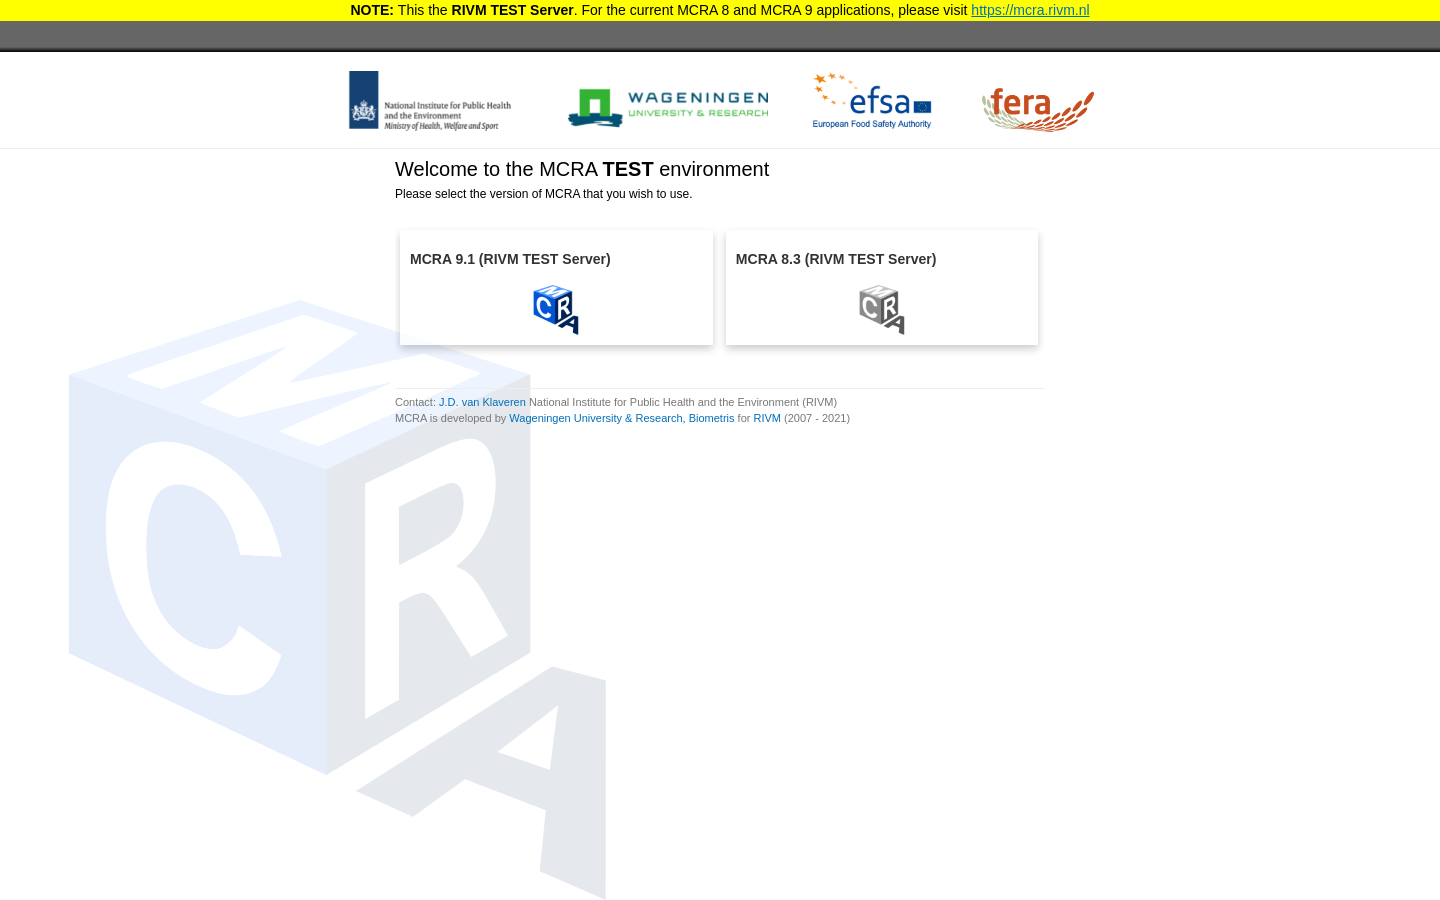 NOTE: This the RIVM TEST Server. For the current MCRA 8 and MCRA 9 applications, please visit https://mcra.rivm.nl
National Institute for Public Health
and the Environment
Ministry of Health, Welfare and Sport
WAGENINGEN
UNIVERSITY & RESEARCH
efsa
European Food Safety Authority
fera
Welcome to the MCRA TEST environment
Please select the version of MCRA that you wish to use.
MCRA 9.1 (RIVM TEST Server)
MCRA 8.3 (RIVM TEST Server)
MCRA
MCRA
Contact: J.D. van Klaveren National Institute for Public Health and the Environment (RIVM)
MCRA is developed by Wageningen University & Research, Biometris for RIVM (2007 - 2021)
MCRA